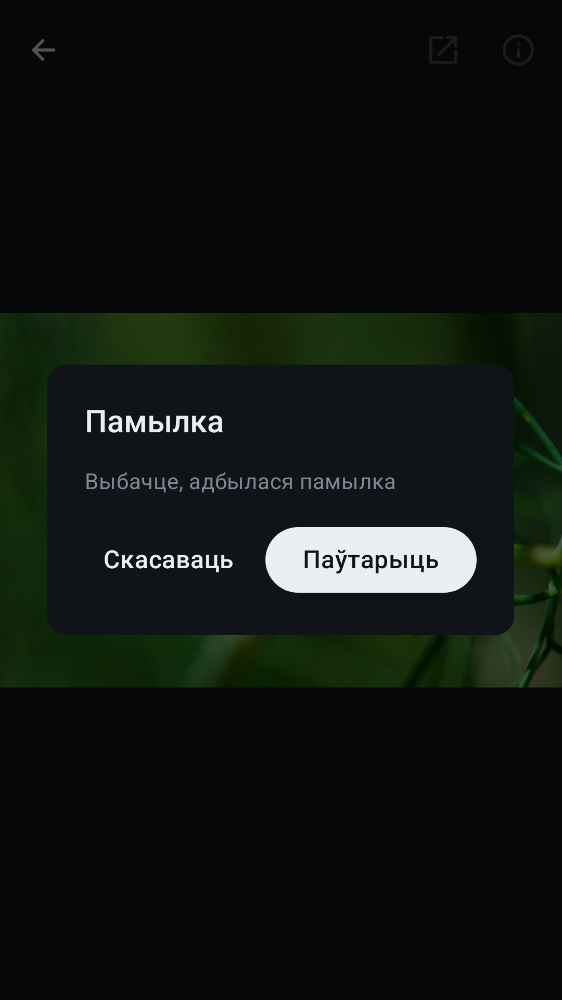 Памылка
Выбачце, адбылася памылка
Скасаваць
Паўтарыць